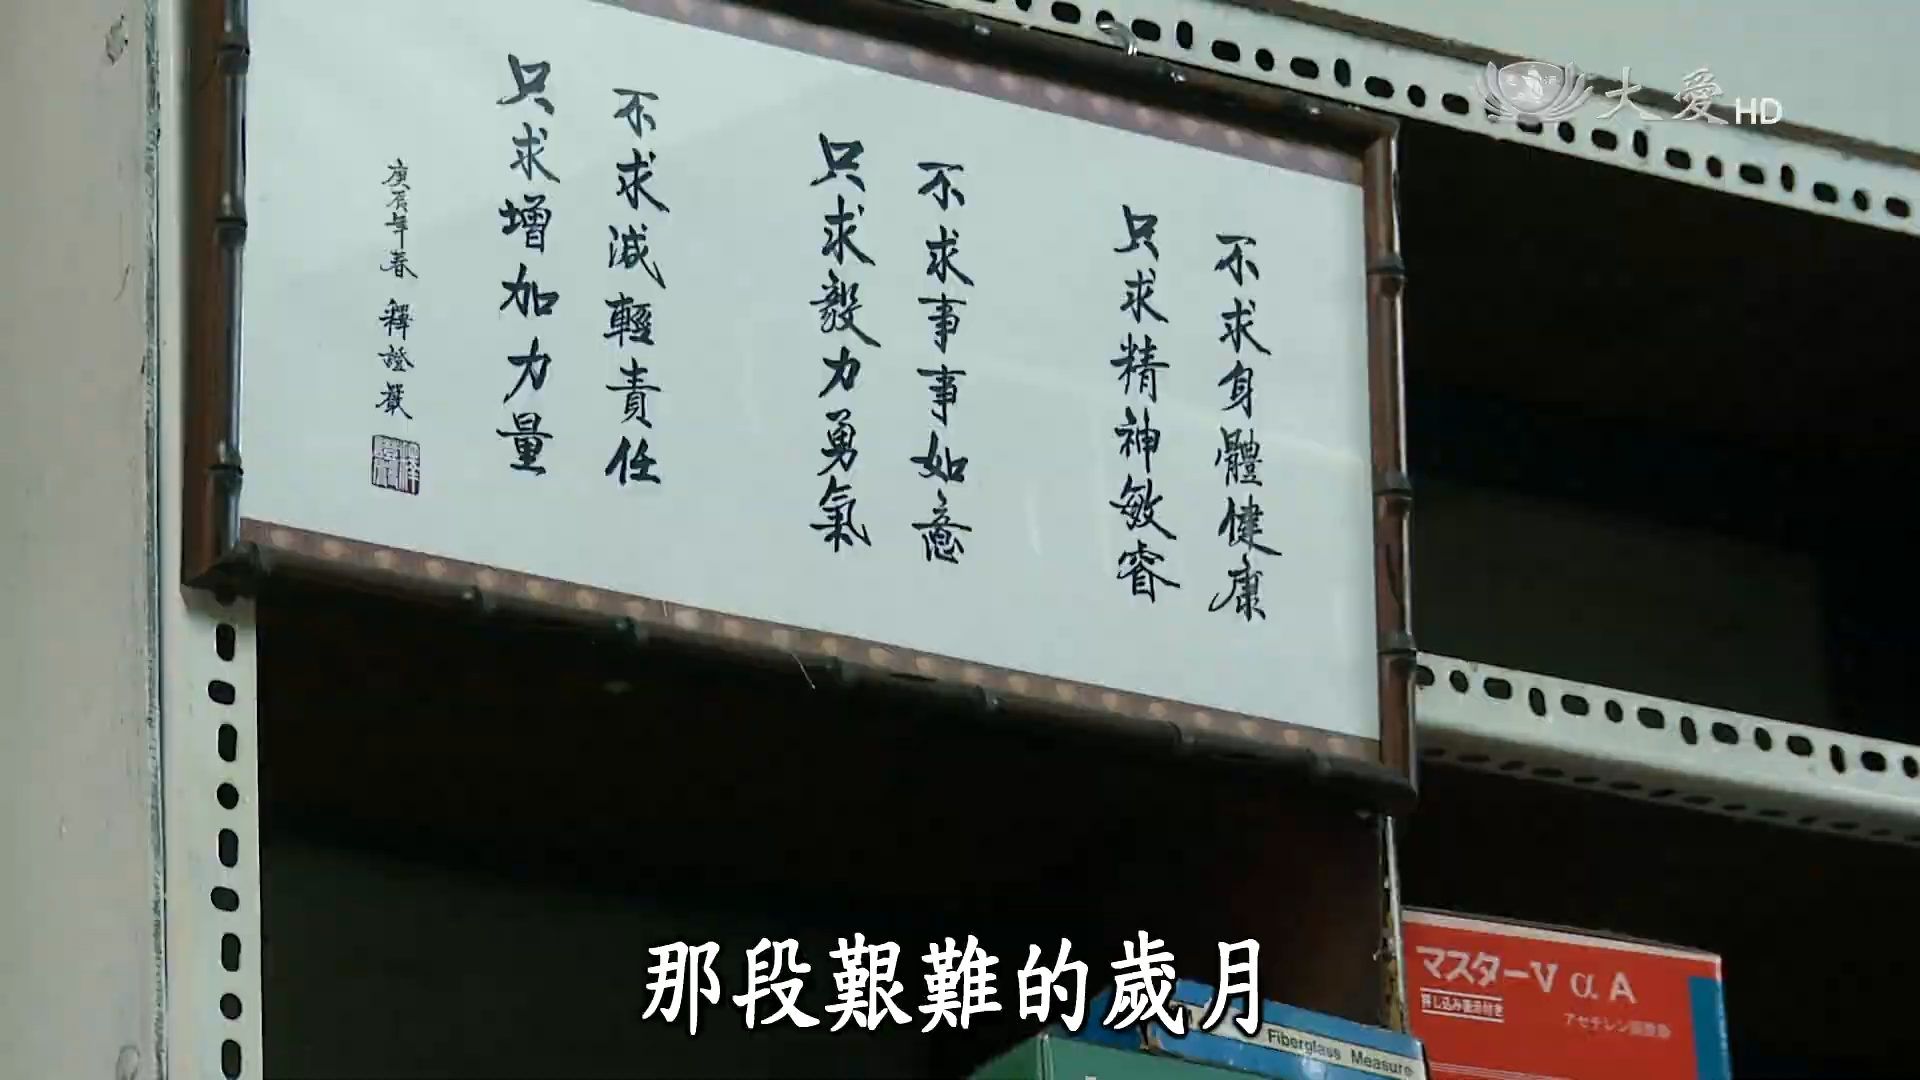 大愛HD
不求身體健康
只求精神敏睿
不求事事如意
只求毅力勇氣
不求減輕責任
只求增加力量
庚辰年春 釋證嚴
マスターVαA
Fiberglass Measure
那段艱難的歲月